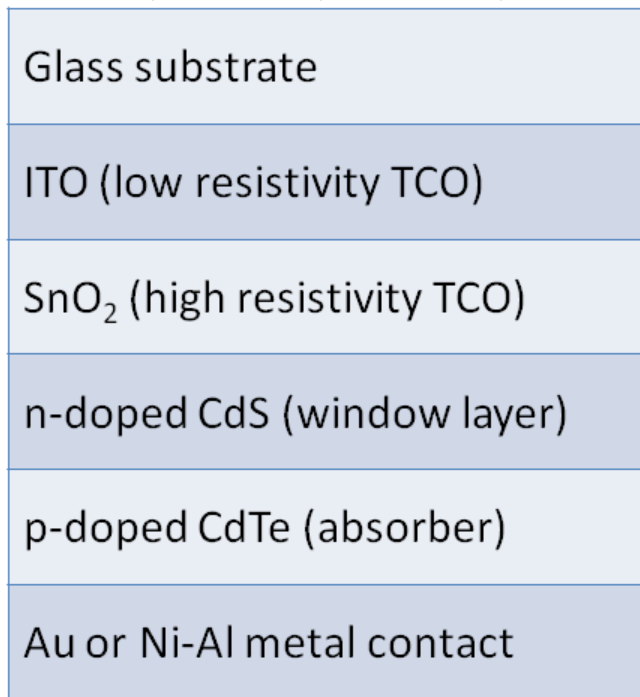 Glass substrate
ITO (low resistivity TCO)
SnO₂ (high resistivity TCO)
n-doped CdS (window layer)
p-doped CdTe (absorber)
Au or Ni-Al metal contact